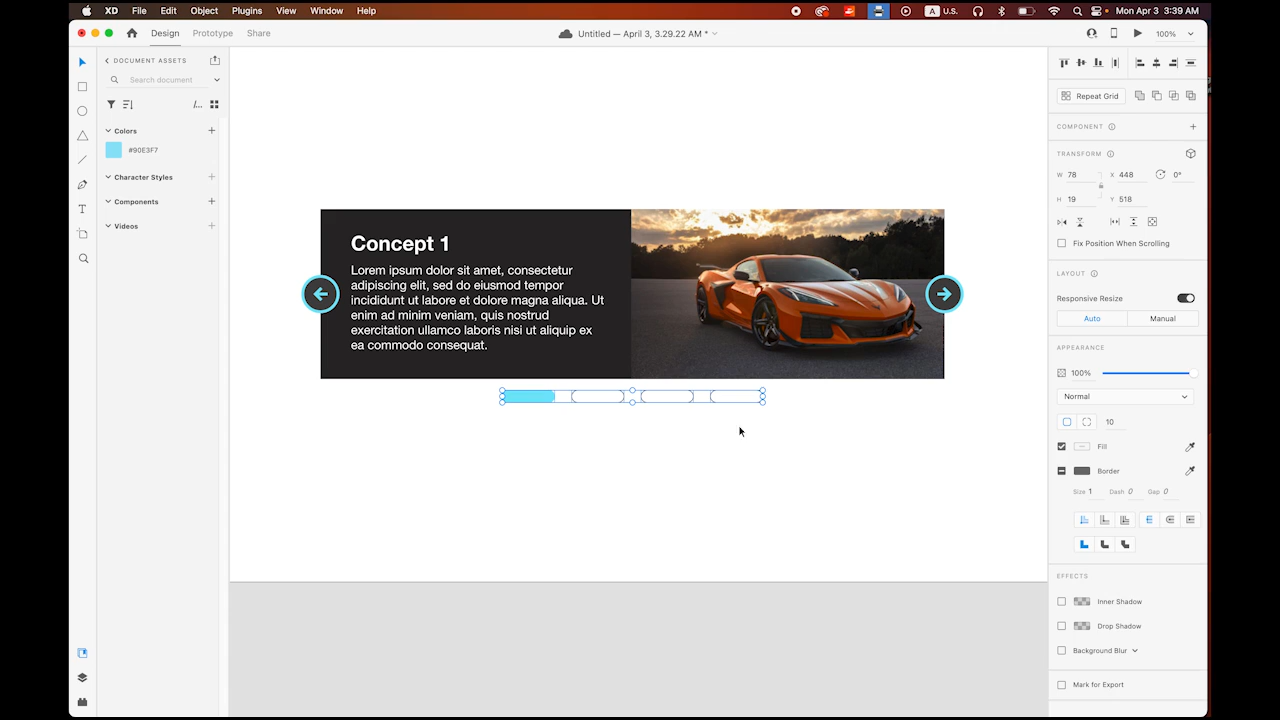 XD File Edit Object Plugins View Window Help
A U.S. Mon Apr 3 3:39 AM
Design Prototype Share
Untitled — April 3, 3.29.22 AM *
100%
DOCUMENT ASSETS
Search document
/...
Colors
#90E3F7
Character Styles
Components
Videos
Concept 1
Lorem ipsum dolor sit amet, consectetur
adipiscing elit, sed do eiusmod tempor
incididunt ut labore et dolore magna aliqua. Ut
enim ad minim veniam, quis nostrud
exercitation ullamco laboris nisi ut aliquip ex
ea commodo consequat.
Repeat Grid
COMPONENT
TRANSFORM
W 78 X 448 0°
H 19 Y 518
Fix Position When Scrolling
LAYOUT
Responsive Resize
Auto Manual
APPEARANCE
100%
Normal
10
Fill
Border
Size 1 Dash 0 Gap 0
EFFECTS
Inner Shadow
Drop Shadow
Background Blur
Mark for Export